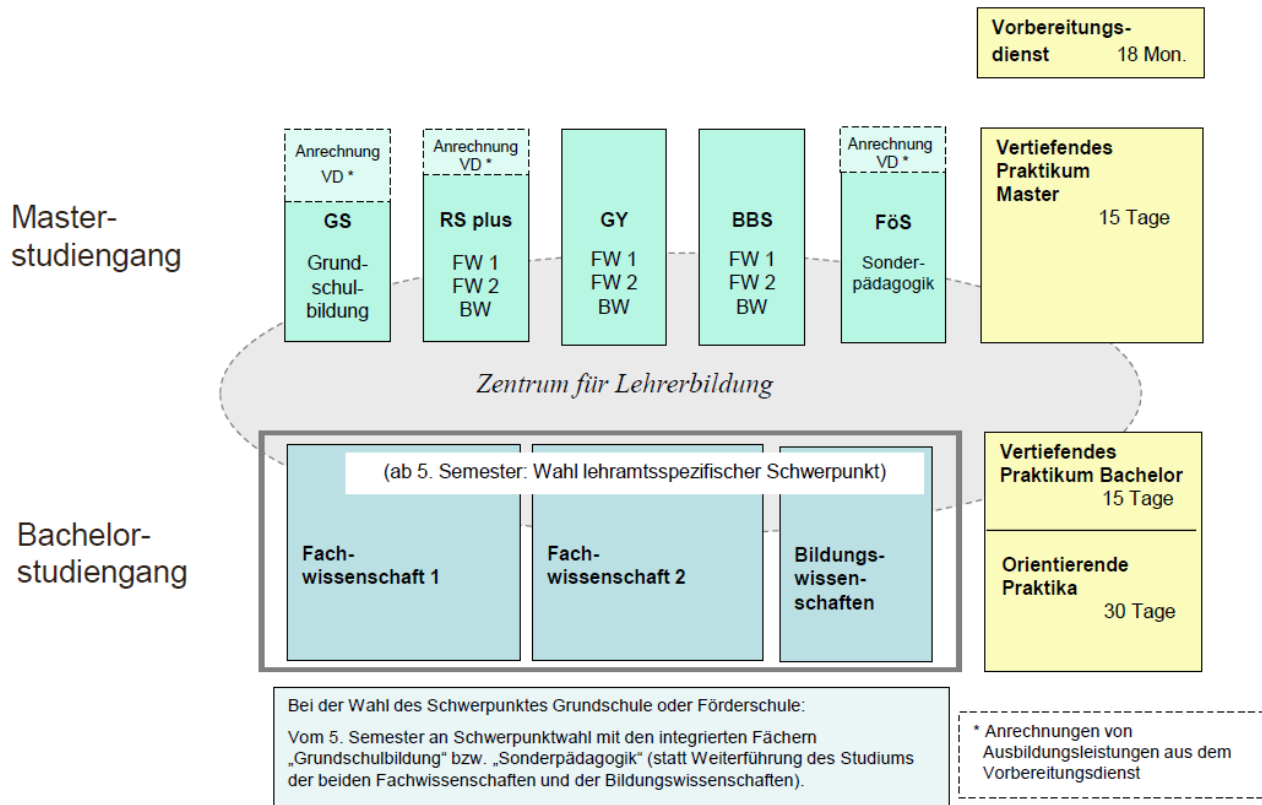 Vorbereitungs-
dienst 18 Mon.
Master-
studiengang
Anrechnung
VD *
GS
Grund-
schul-
bildung
Anrechnung
VD *
RS plus
FW 1
FW 2
BW
GY
FW 1
FW 2
BW
BBS
FW 1
FW 2
BW
Anrechnung
VD *
FöS
Sonder-
pädagogik
Vertiefendes
Praktikum
Master
15 Tage
Zentrum für Lehrerbildung
Bachelor-
studiengang
(ab 5. Semester: Wahl lehramtsspezifischer Schwerpunkt)
Fach-
wissenschaft 1
Fach-
wissenschaft 2
Bildungs-
wissen-
schaften
Vertiefendes
Praktikum Bachelor
15 Tage
Orientierende
Praktika
30 Tage
Bei der Wahl des Schwerpunktes Grundschule oder Förderschule:
Vom 5. Semester an Schwerpunktwahl mit den integrierten Fächern
„Grundschulbildung“ bzw. „Sonderpädagogik“ (statt Weiterführung des Studiums
der beiden Fachwissenschaften und der Bildungswissenschaften).
* Anrechnungen von
Ausbildungsleistungen aus dem
Vorbereitungsdienst